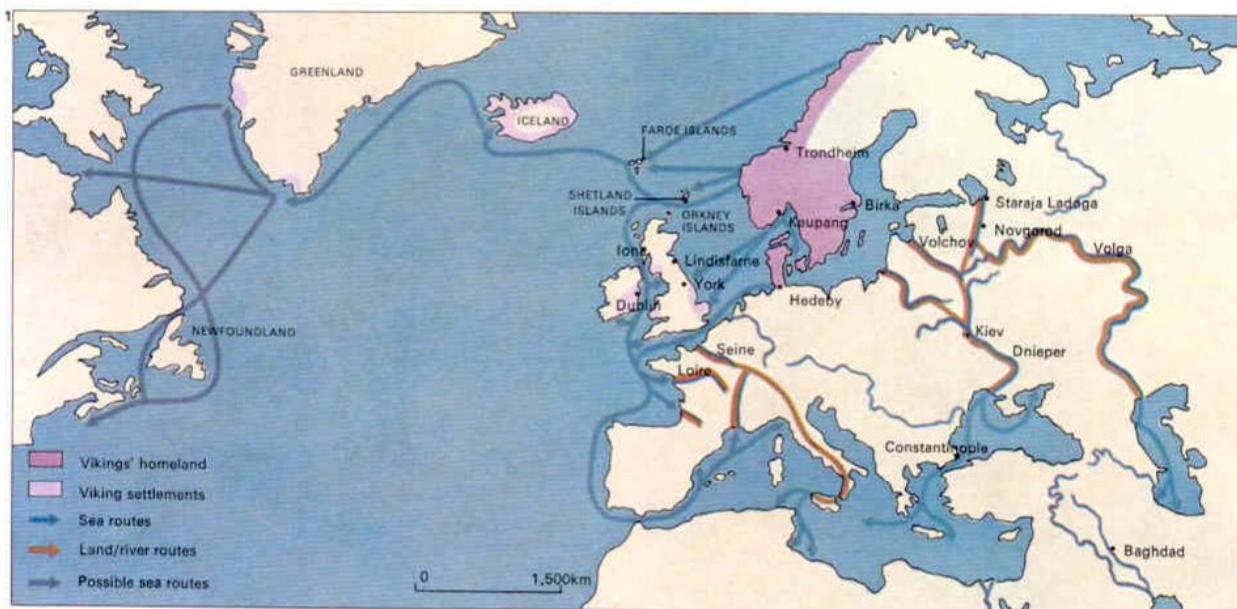 1
GREENLAND
ICELAND
FAROE ISLANDS
Trondheim
SHETLAND
ISLANDS
ORKNEY
ISLANDS
Kaupang
Birka
Staraja Ladoga
Novgorod
Volchov
Volga
Iona
Lindisfarne
York
Dublin
Hedeby
NEWFOUNDLAND
Kiev
Dnieper
Seine
Loire
Constantinople
Baghdad
Vikings' homeland
Viking settlements
Sea routes
Land/river routes
Possible sea routes
0 1,500km